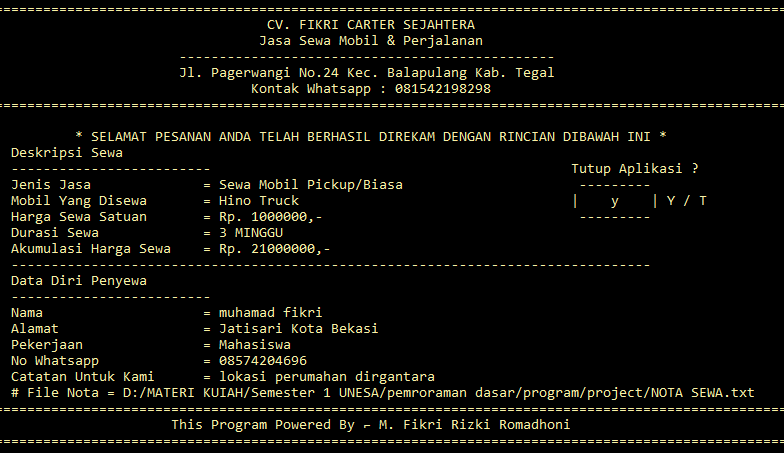 CV. FIKRI CARTER SEJAHTERA
Jasa Sewa Mobil & Perjalanan
Jl. Pagerwangi No.24 Kec. Balapulang Kab. Tegal
Kontak Whatsapp : 081542198298
* SELAMAT PESANAN ANDA TELAH BERHASIL DIREKAM DENGAN RINCIAN DIBAWAH INI *
Deskripsi Sewa
Tutup Aplikasi ?
Jenis Jasa = Sewa Mobil Pickup/Biasa
Mobil Yang Disewa = Hino Truck
| y | Y / T
Harga Sewa Satuan = Rp. 1000000,-
Durasi Sewa = 3 MINGGU
Akumulasi Harga Sewa = Rp. 21000000,-
Data Diri Penyewa
Nama = muhamad fikri
Alamat = Jatisari Kota Bekasi
Pekerjaan = Mahasiswa
No Whatsapp = 08574204696
Catatan Untuk Kami = lokasi perumahan dirgantara
# File Nota = D:/MATERI KUIAH/Semester 1 UNESA/pemroraman dasar/program/project/NOTA SEWA.txt
This Program Powered By ⌐ M. Fikri Rizki Romadhoni